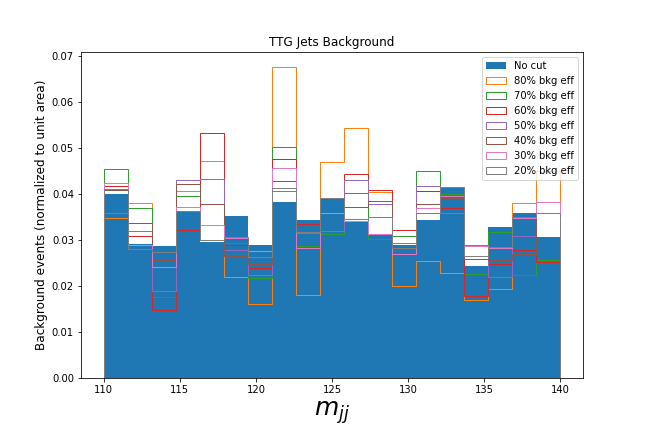 TTG Jets Background
0.07
0.06
0.05
0.04
0.03
0.02
0.01
0.00
Background events (normalized to unit area)
No cut
80% bkg eff
70% bkg eff
60% bkg eff
50% bkg eff
40% bkg eff
30% bkg eff
20% bkg eff
110 115 120 125 130 135 140
m_{jj}